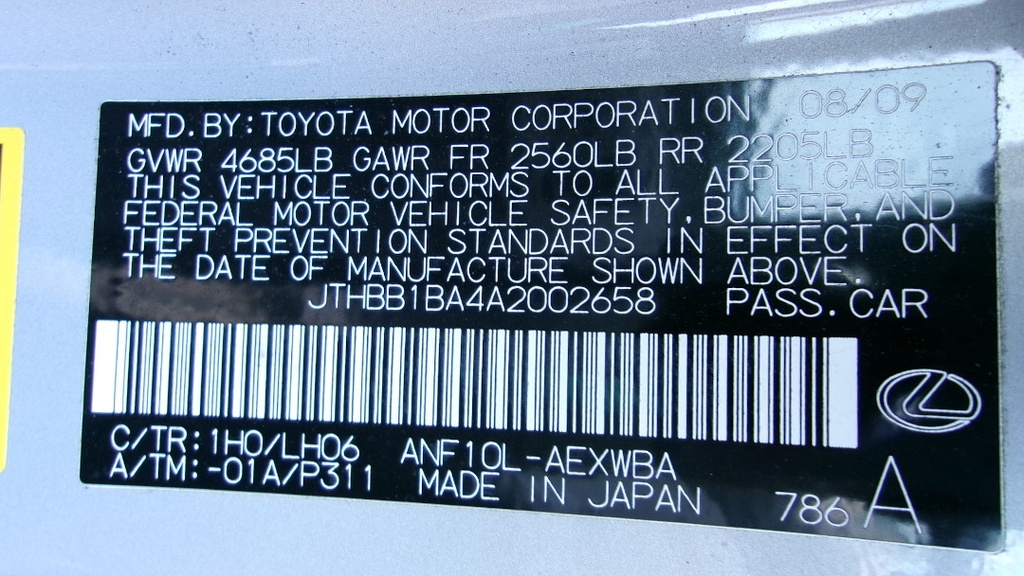 MFD.BY:TOYOTA MOTOR CORPORATION 08/09
GVWR 4685LB GAWR FR 2560LB RR 2205LB
THIS VEHICLE CONFORMS TO ALL APPLICABLE
FEDERAL MOTOR VEHICLE SAFETY, BUMPER, AND
THEFT PREVENTION STANDARDS IN EFFECT ON
THE DATE OF MANUFACTURE SHOWN ABOVE.
JTHBB1BA4A2002658 PASS.CAR
C/TR:1H0/LH06 ANF10L-AEXWBA
A/TM:-01A/P311 MADE IN JAPAN 786 A